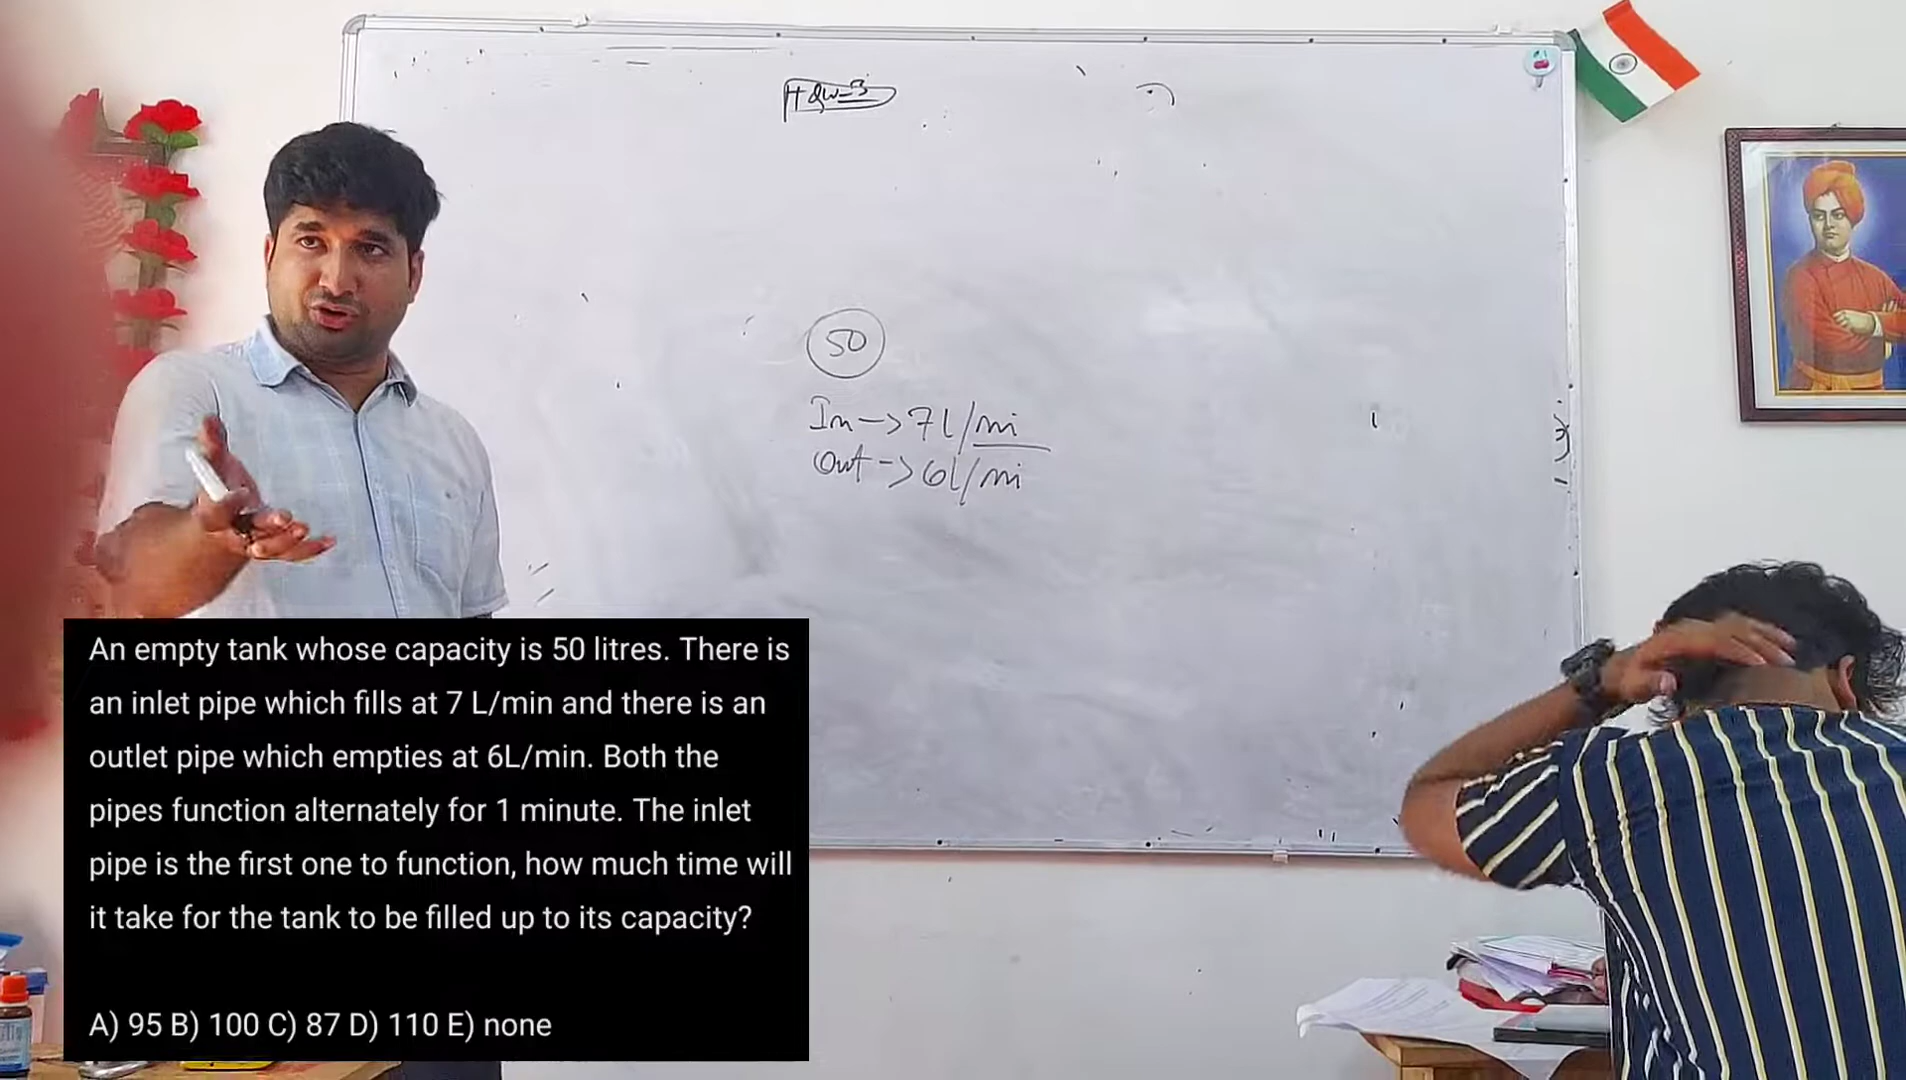 50
In -> 7l/mi
Out -> 6l/mi
An empty tank whose capacity is 50 litres. There is
an inlet pipe which fills at 7 L/min and there is an
outlet pipe which empties at 6L/min. Both the
pipes function alternately for 1 minute. The inlet
pipe is the first one to function, how much time will
it take for the tank to be filled up to its capacity?
A) 95 B) 100 C) 87 D) 110 E) none